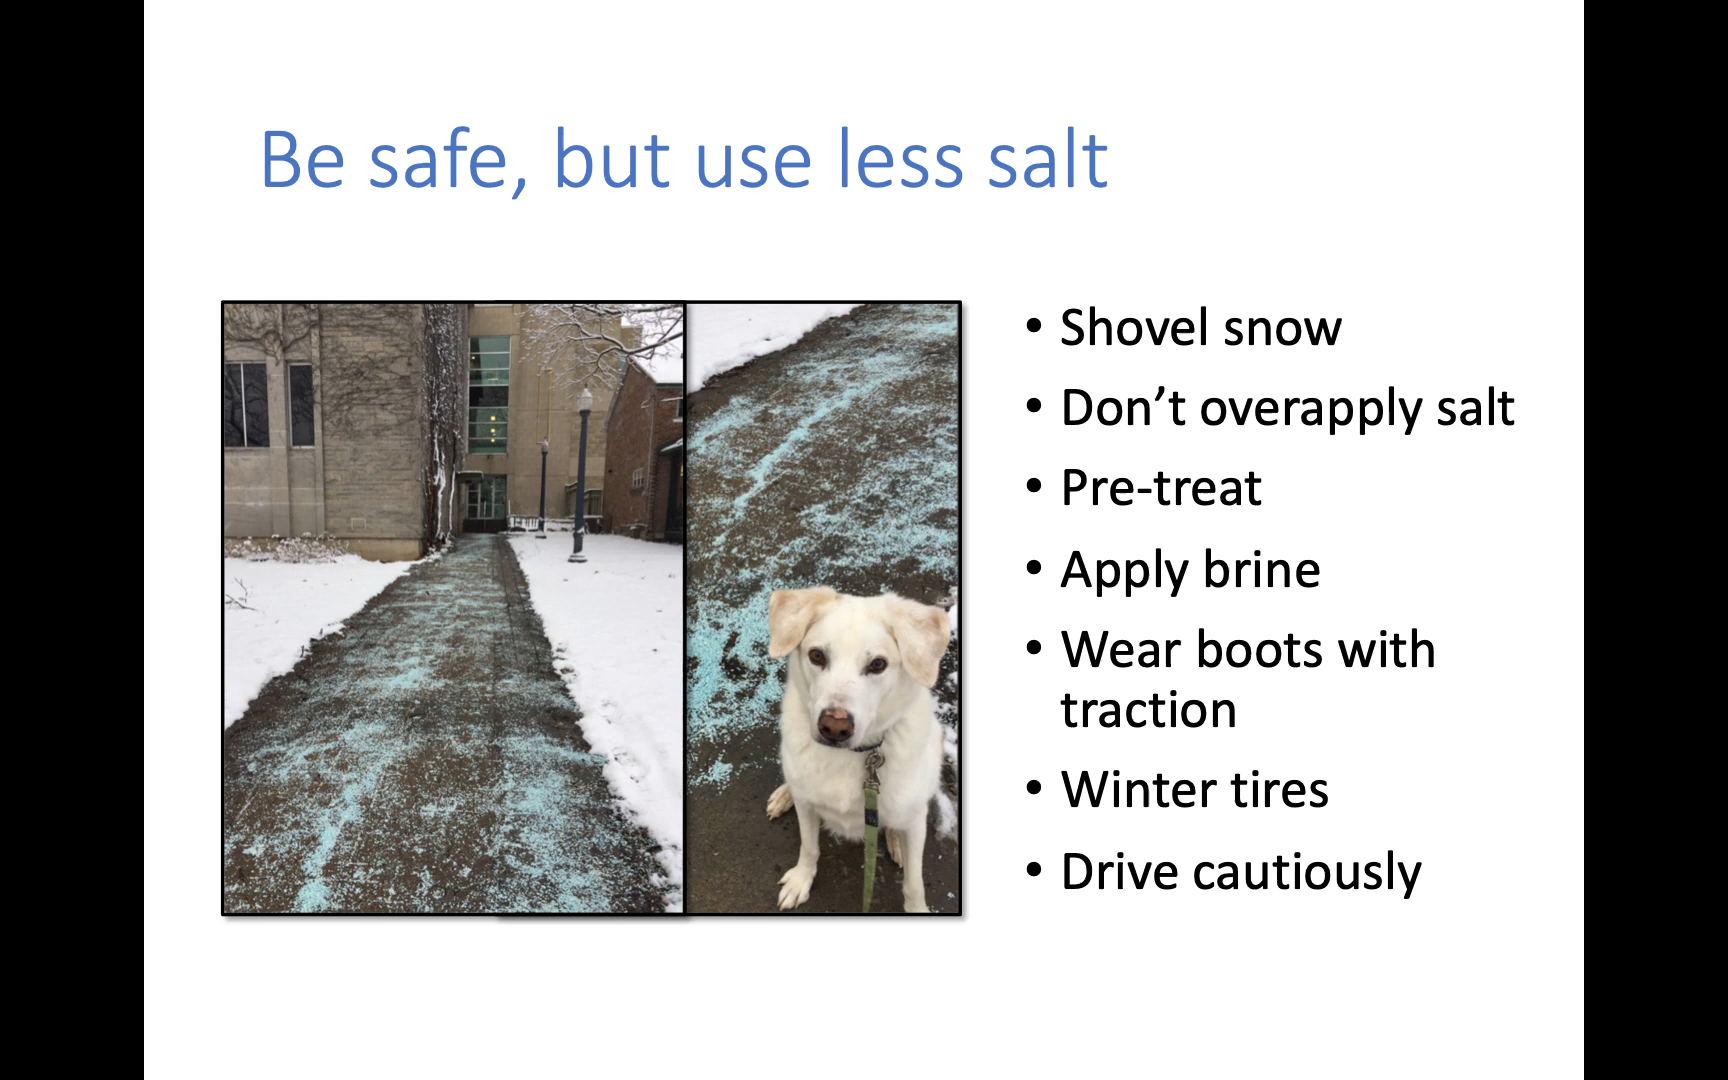 Be safe, but use less salt
• Shovel snow
• Don’t overapply salt
• Pre-treat
• Apply brine
• Wear boots with
traction
• Winter tires
• Drive cautiously